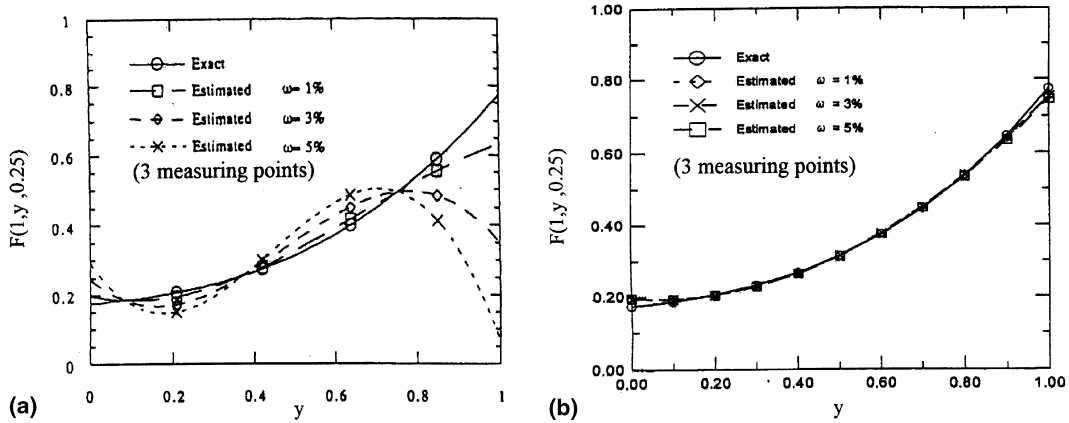 1
0.8
0.6
0.4
0.2
0
F(1,y ,0.25)
Exact
Estimated ω= 1%
Estimated ω= 3%
Estimated ω= 5%
(3 measuring points)
0 0.2 0.4 0.6 0.8 1
y
(a)
1.00
0.80
0.60
0.40
0.20
0.00
F(1,y ,0.25)
Exact
Estimated ω = 1%
Estimated ω = 3%
Estimated ω = 5%
(3 measuring points)
0.00 0.20 0.40 0.60 0.80 1.00
y
(b)